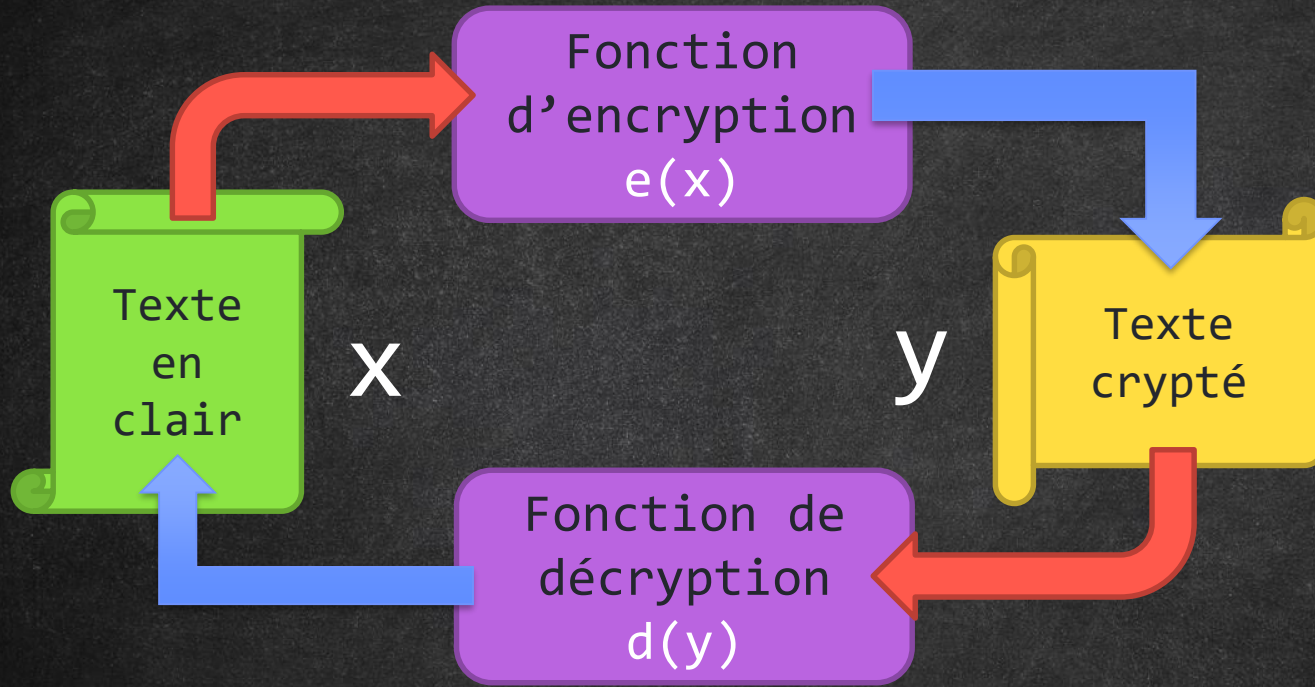 Fonction
d’encryption
e(x)
Texte
en
clair
x
y
Texte
crypté
Fonction de
décryption
d(y)